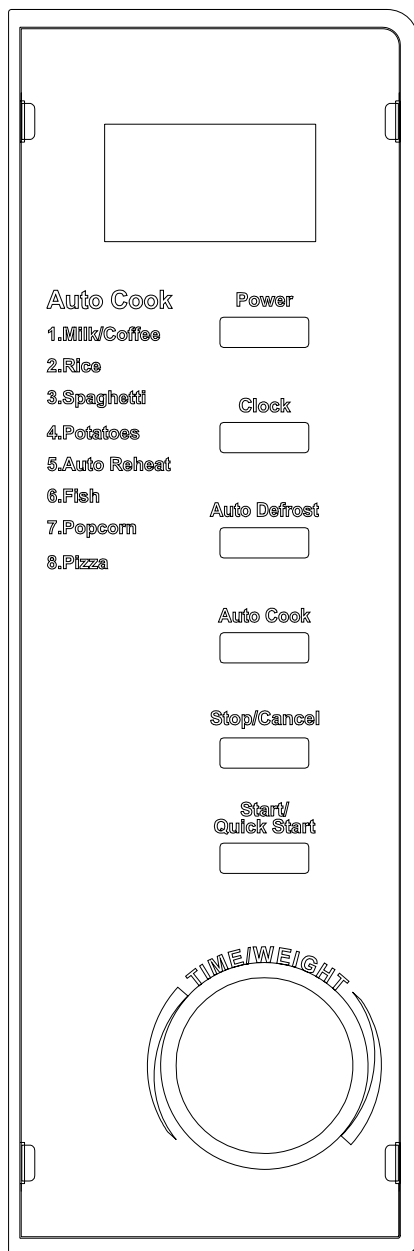 Auto Cook
1.Milk/Coffee
2.Rice
3.Spaghetti
4.Potatoes
5.Auto Reheat
6.Fish
7.Popcorn
8.Pizza
Power
Clock
Auto Defrost
Auto Cook
Stop/Cancel
Start/
Quick Start
TIME/WEIGHT